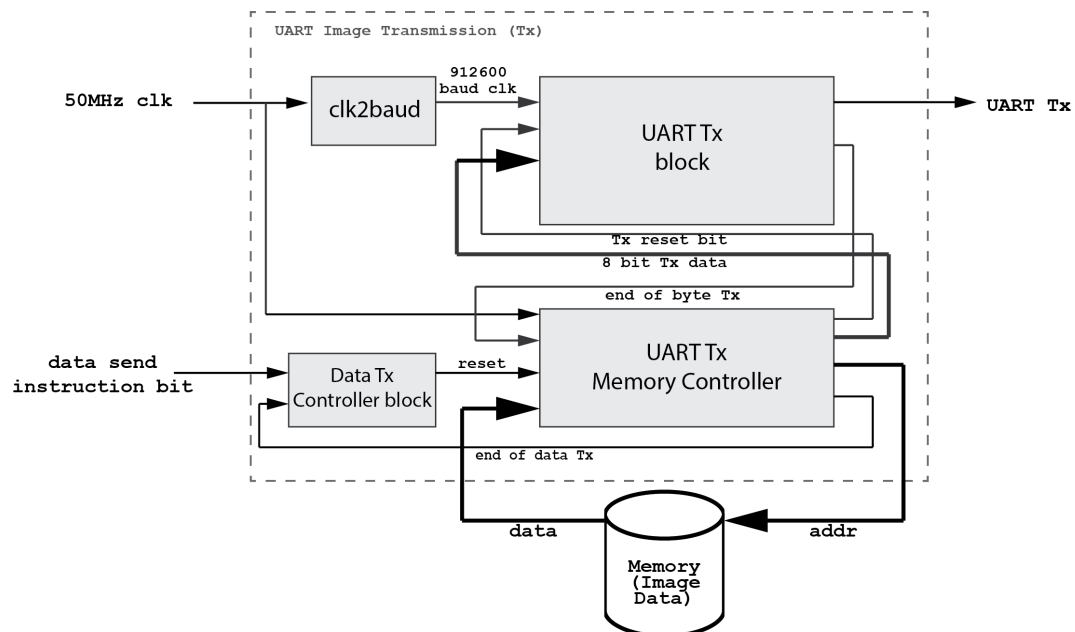 UART Image Transmission (Tx)
912600
baud clk
50MHz clk
clk2baud
UART Tx
block
UART Tx
Tx reset bit
8 bit Tx data
end of byte Tx
data send
instruction bit
Data Tx
Controller block
reset
UART Tx
Memory Controller
end of data Tx
data
addr
Memory
(Image
Data)